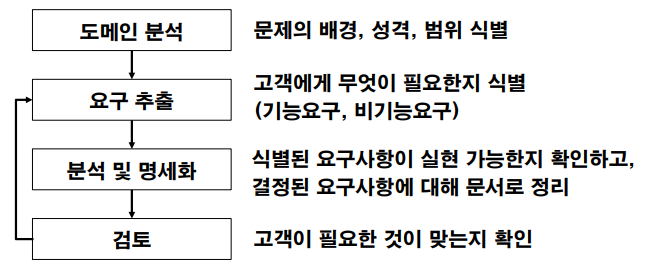 도메인 분석
문제의 배경, 성격, 범위 식별
요구 추출
고객에게 무엇이 필요한지 식별
(기능요구, 비기능요구)
분석 및 명세화
식별된 요구사항이 실현 가능한지 확인하고,
결정된 요구사항에 대해 문서로 정리
검토
고객이 필요한 것이 맞는지 확인